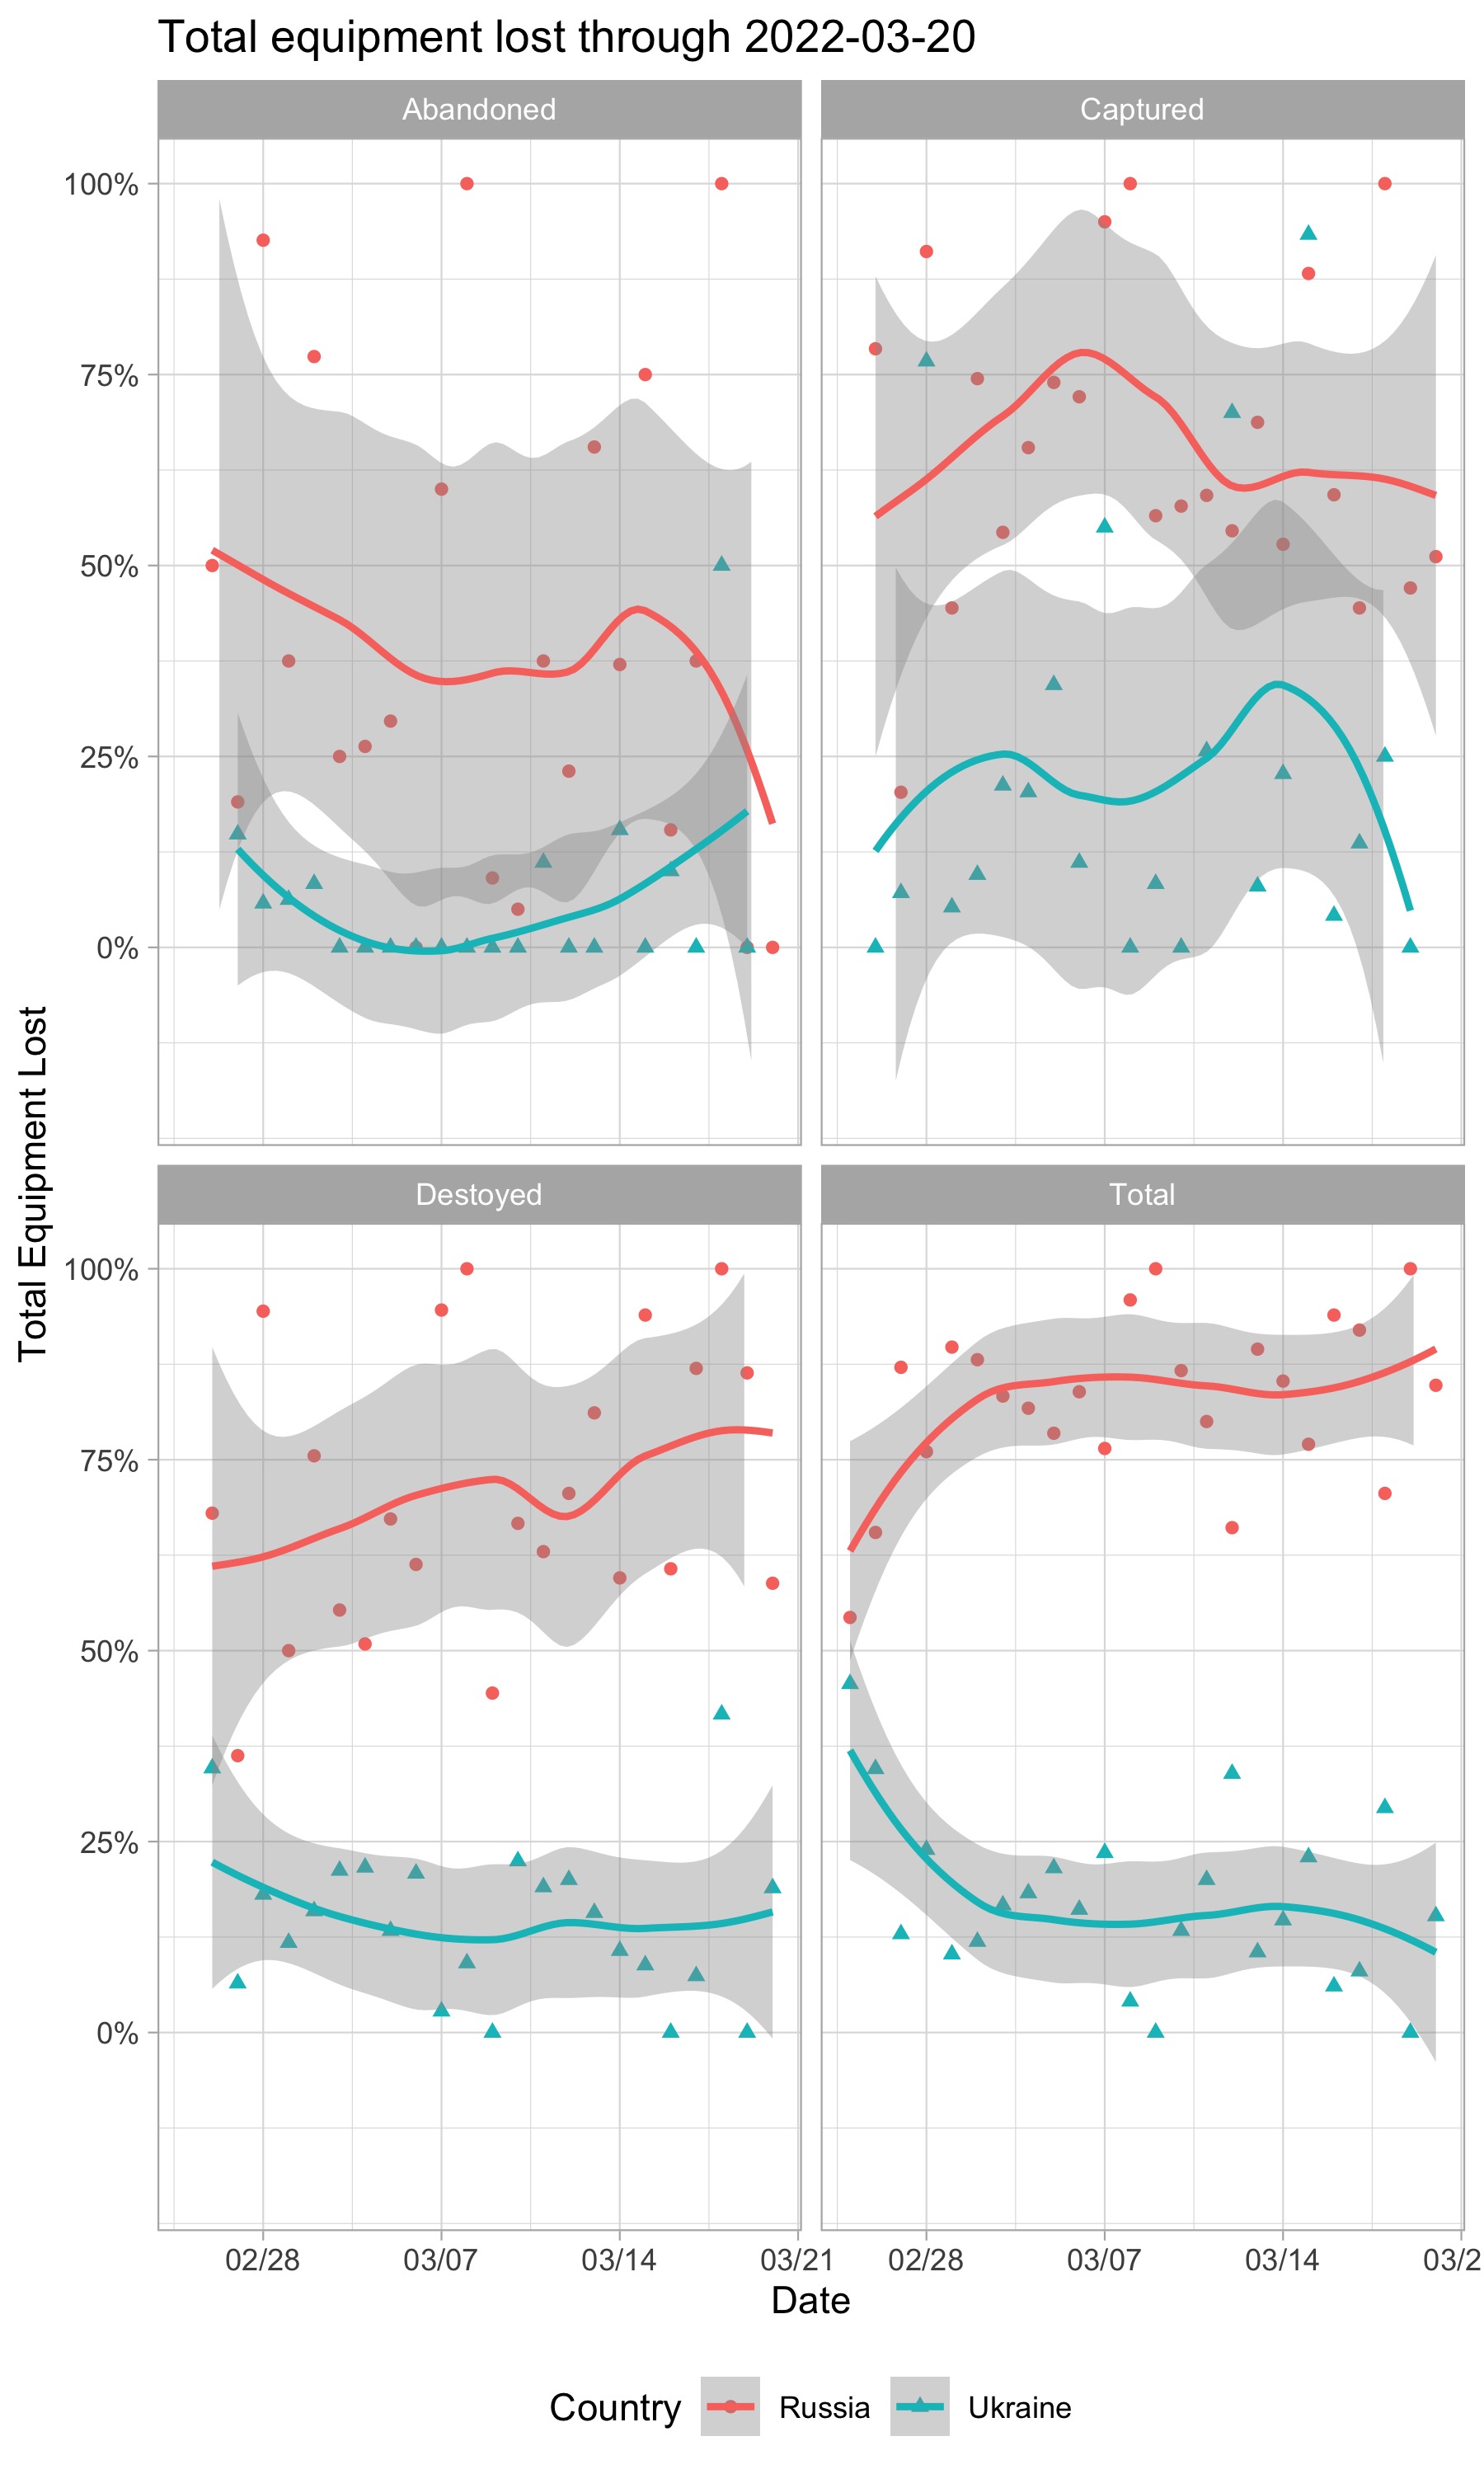 Total equipment lost through 2022-03-20
Abandoned
Captured
100%
75%
50%
25%
0%
Total Equipment Lost
Destoyed
Total
100%
75%
50%
25%
0%
02/28 03/07 03/14 03/21 02/28 03/07 03/14 03/2
Date
Country Russia Ukraine